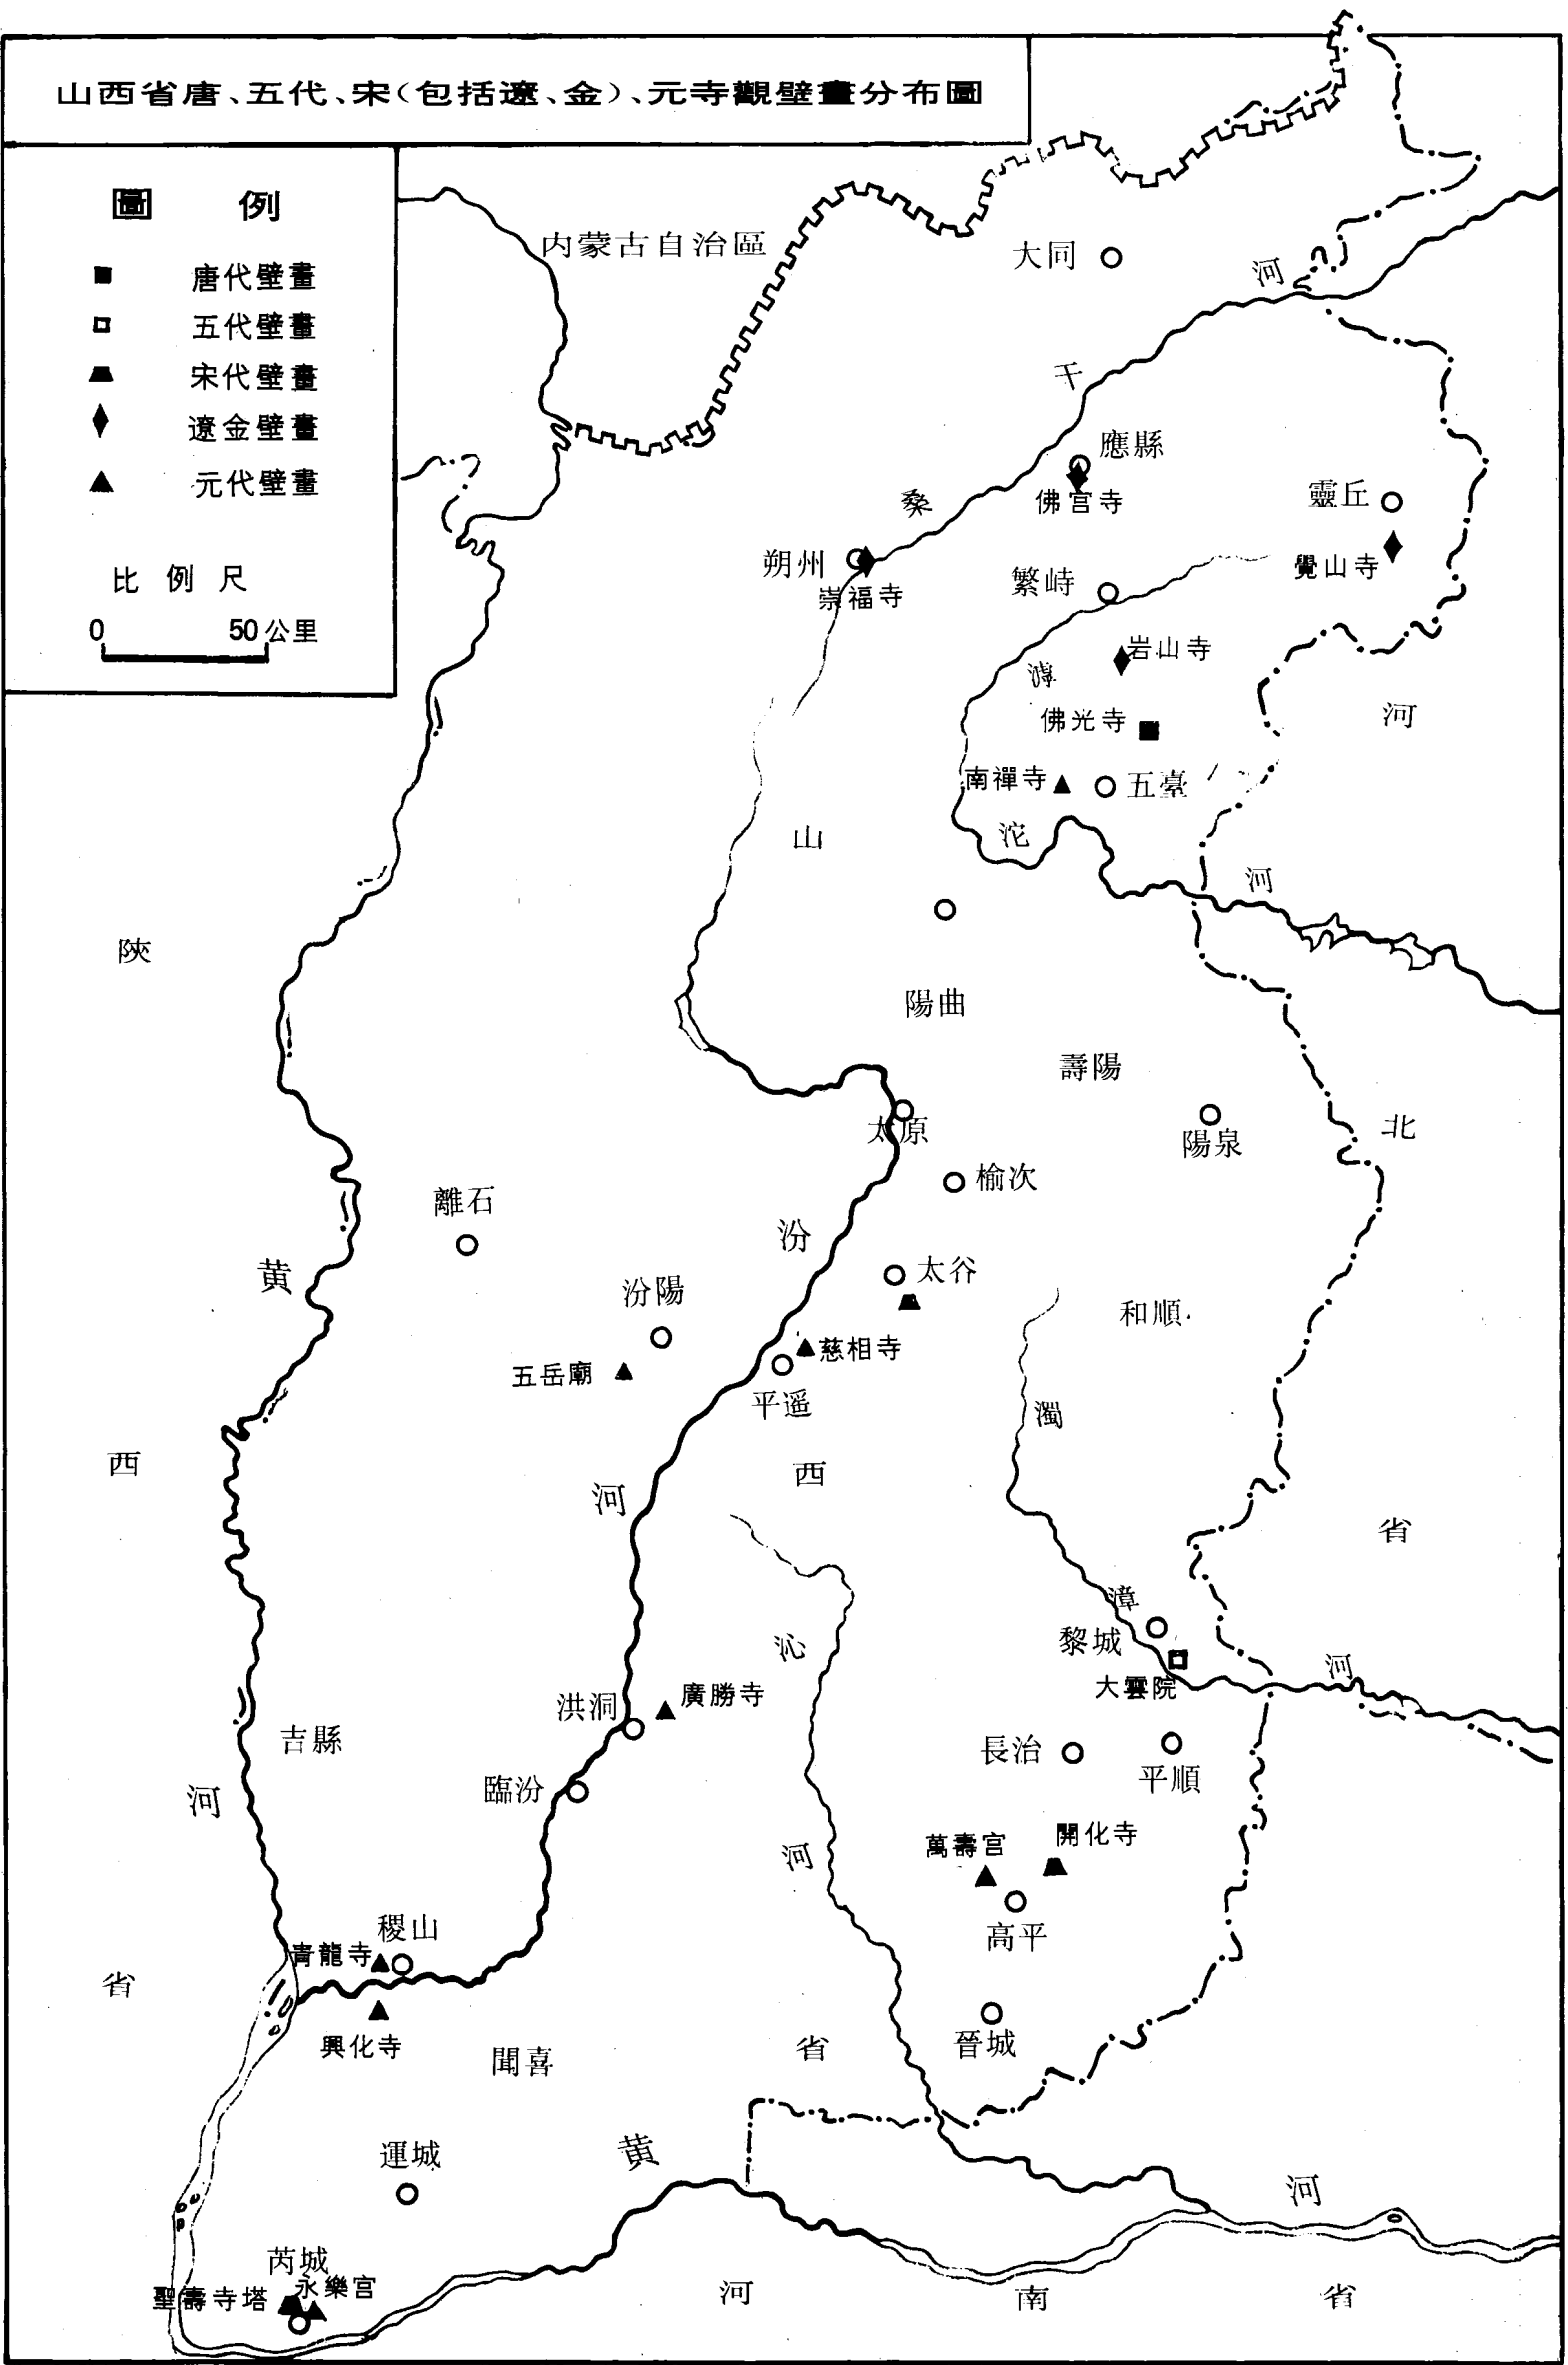 山西省唐、五代、宋(包括遼、金)、元寺觀壁畫分布圖
圖 例
唐代壁畫
五代壁畫
宋代壁畫
遼金壁畫
元代壁畫
比 例 尺
0 50公里
内蒙古自治區
大同
河
干
應縣
佛宮寺
桑
靈丘
覺山寺
朔州
崇福寺
繁峙
岩山寺
滹
佛光寺
河
南禪寺
五臺
山
沱
河
陝
陽曲
壽陽
太原
陽泉
北
榆次
離石
汾
黄
太谷
汾陽
和順
五岳廟
慈相寺
平遥
濁
西
西
河
省
漳
沁
黎城
大雲院
河
洪洞
廣勝寺
吉縣
長治
平順
臨汾
河
河
萬壽宮
開化寺
高平
稷山
青龍寺
省
興化寺
聞喜
省
晉城
運城
黄
河
芮城
永樂宮
聖壽寺塔
河
南
省